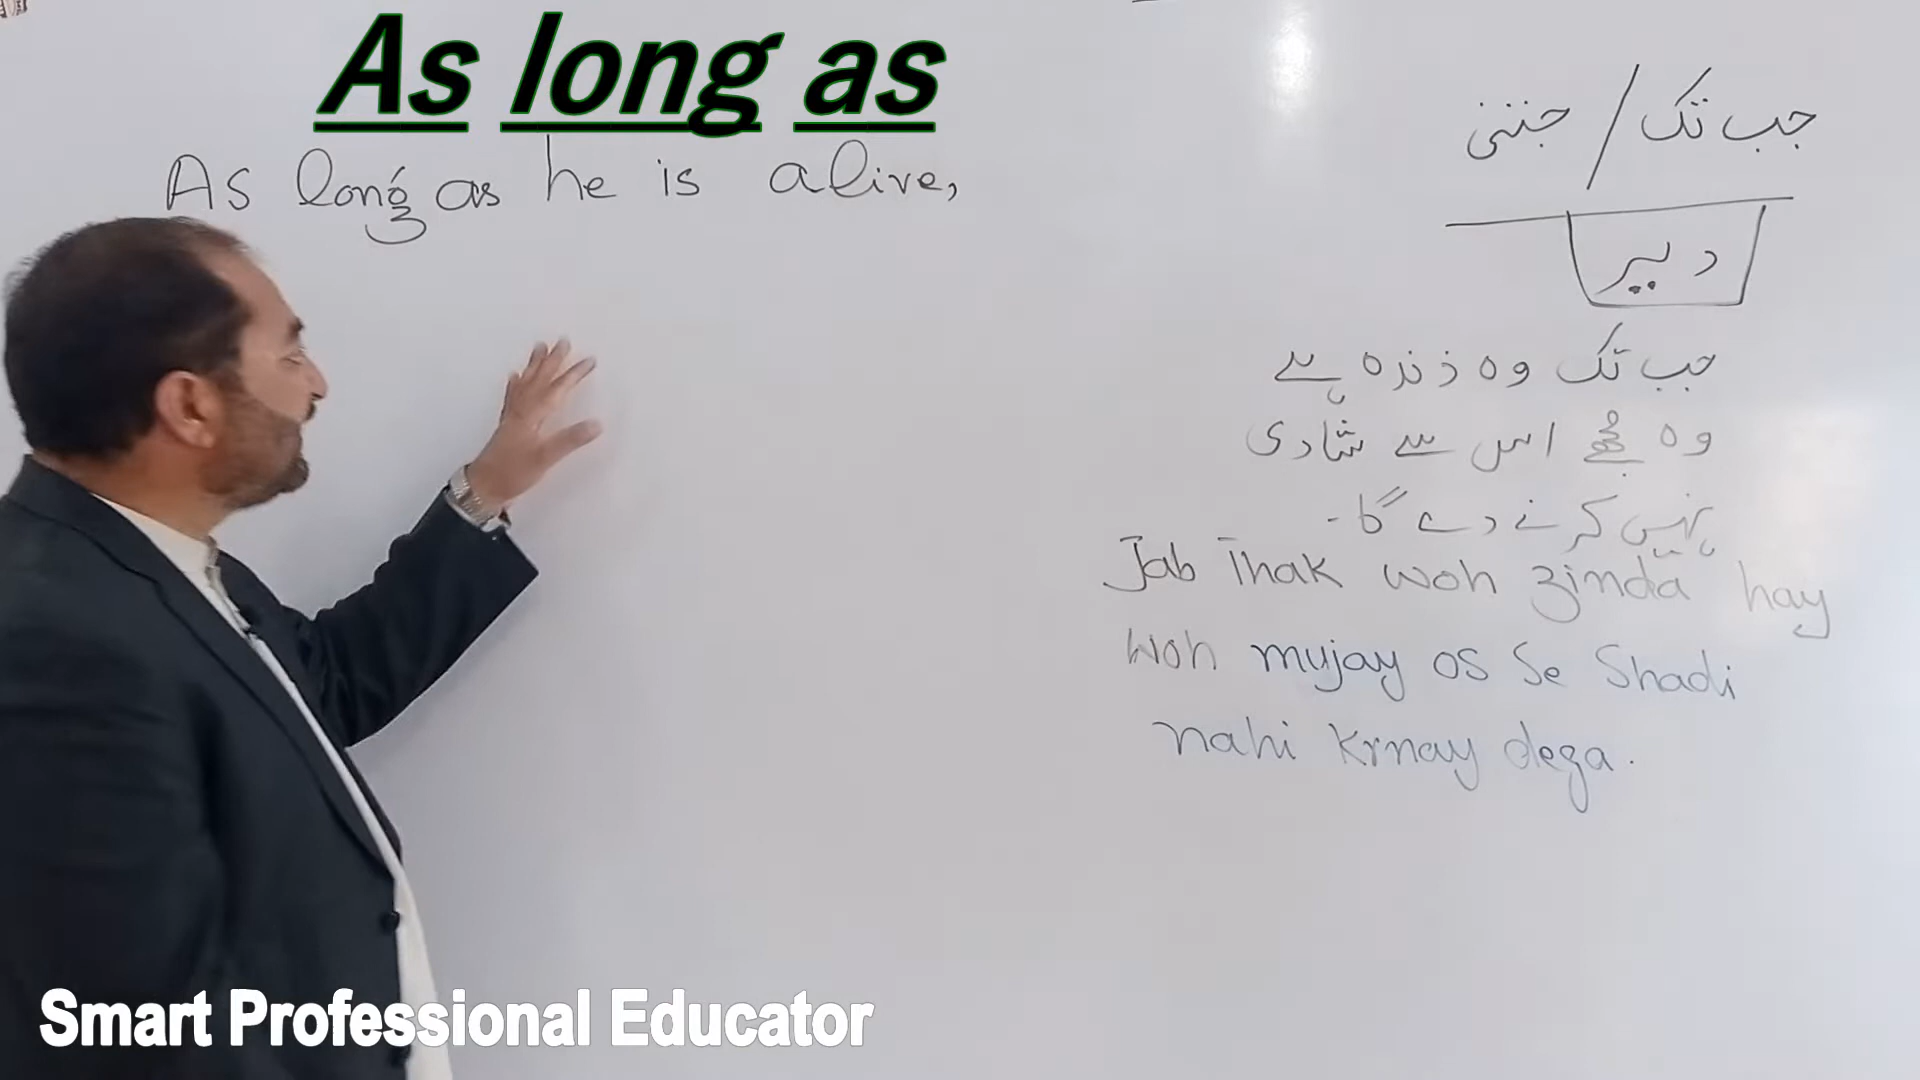 As long as
As long as he is alive,
جب تک / جتنی
دیر
جب تک وہ ذندہ ہے
وہ مجھے اس سے شادی
نہیں کرنے دے گا۔
Jab Thak woh zinda hay
woh mujay os Se Shadi
nahi krnay dega.
Smart Professional Educator